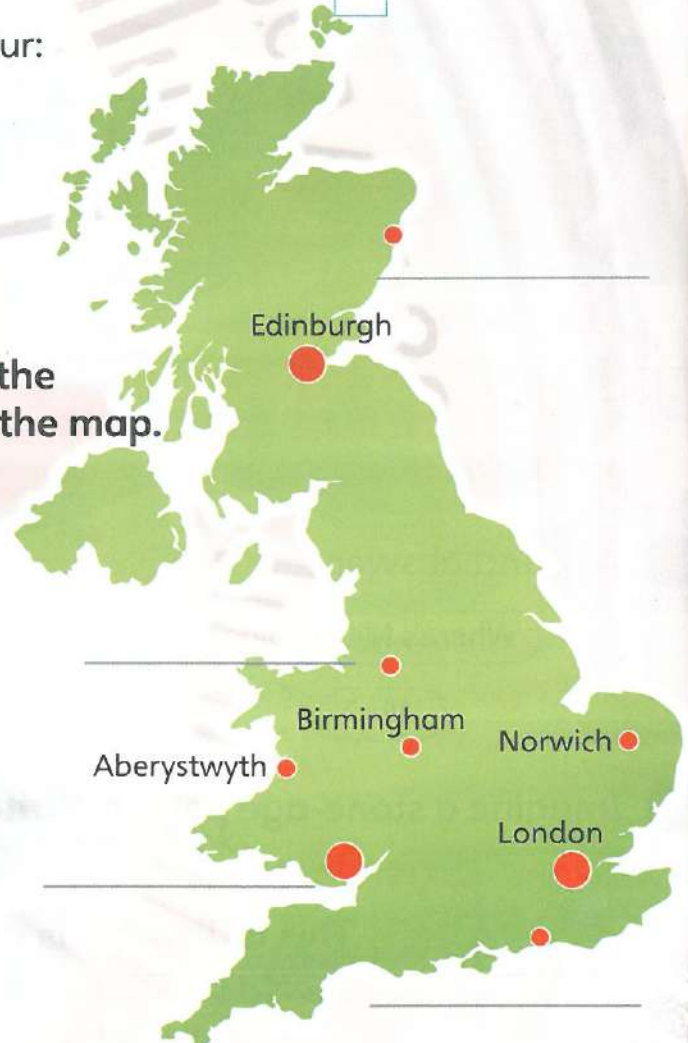 ur:
Edinburgh
the
the map.
Birmingham
Norwich
Aberystwyth
London